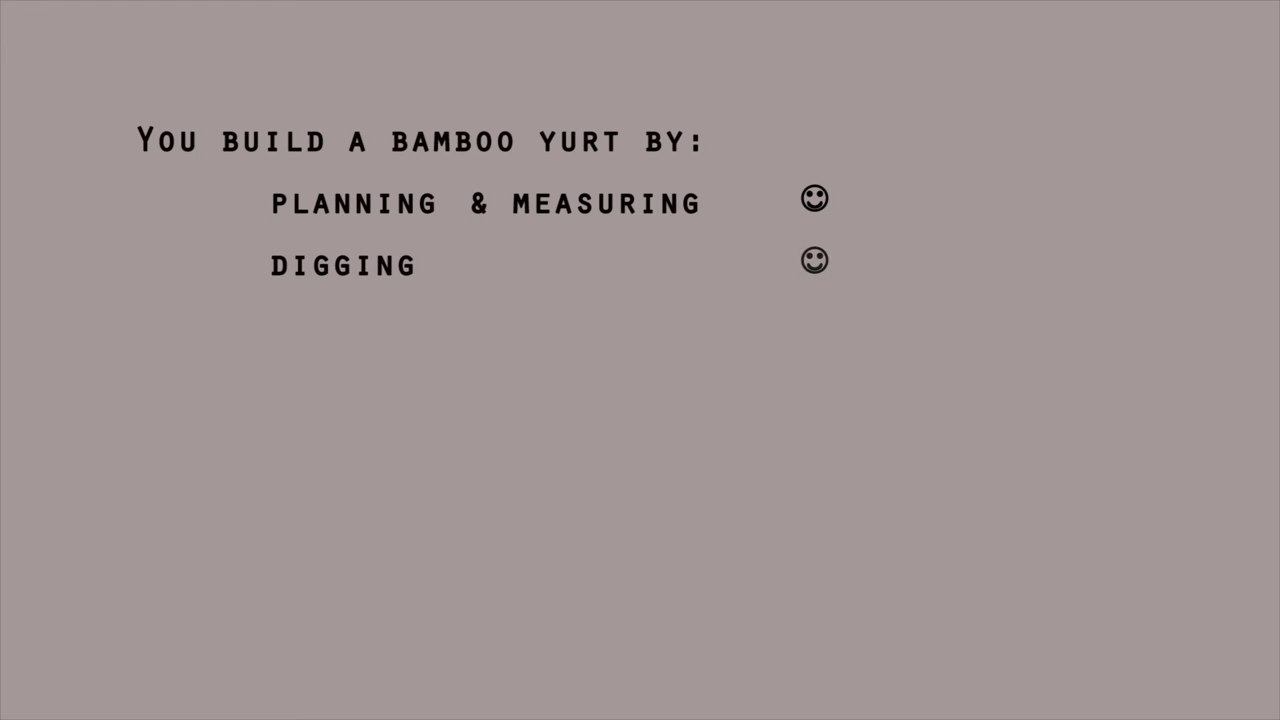 You build a bamboo yurt by:
planning & measuring ☺
digging ☺